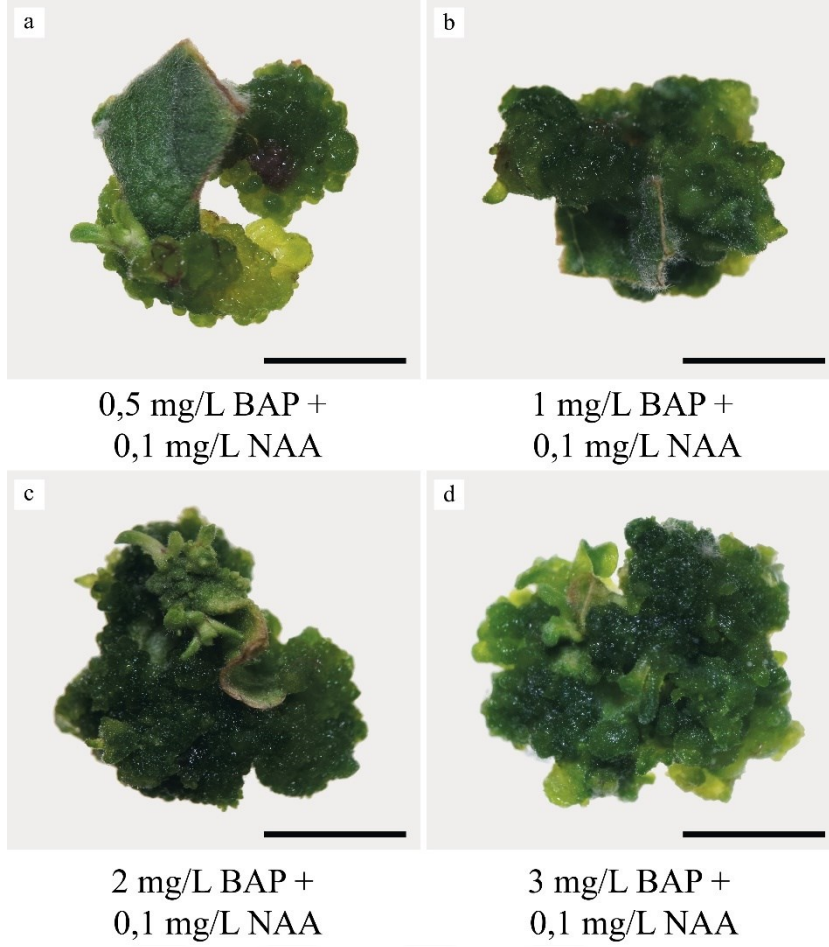 a
b
0,5 mg/L BAP +
0,1 mg/L NAA
1 mg/L BAP +
0,1 mg/L NAA
c
d
2 mg/L BAP +
0,1 mg/L NAA
3 mg/L BAP +
0,1 mg/L NAA